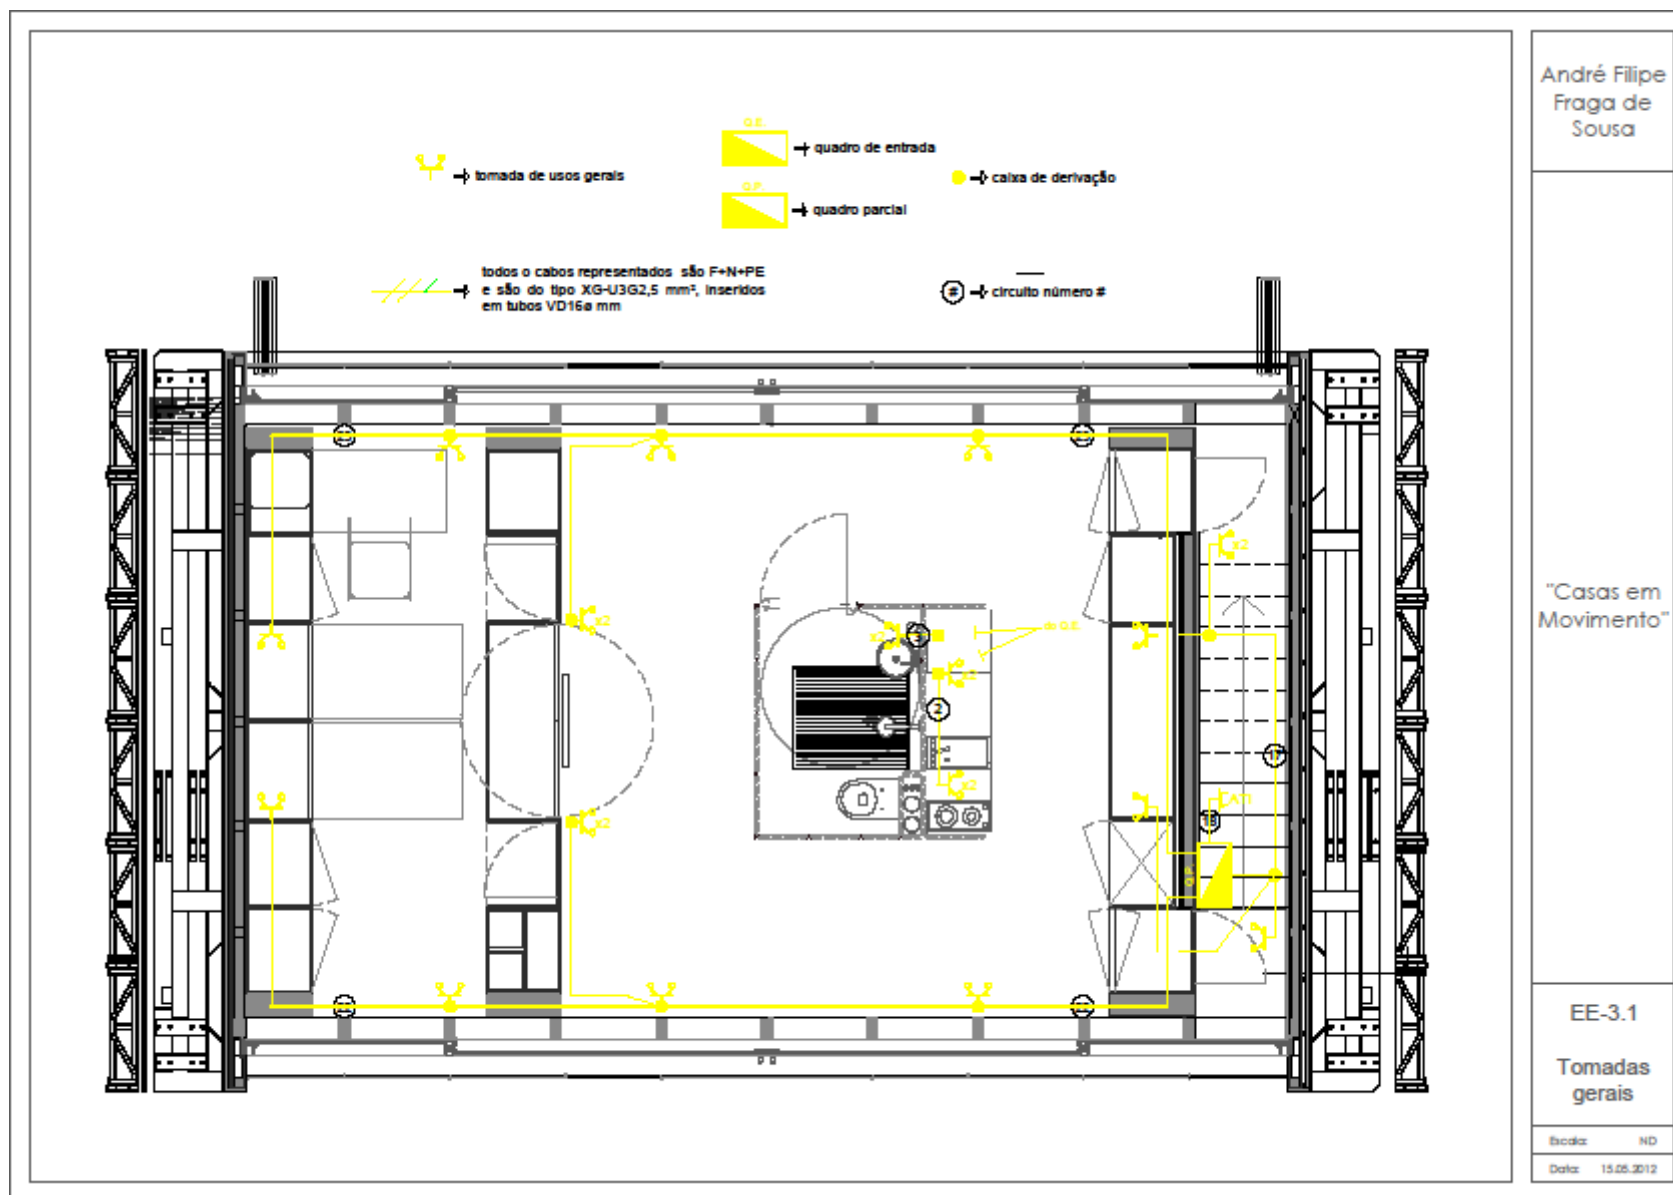 André Filipe
Fraga de
Sousa
Q.E.
quadro de entrada
tomada de usos gerais
caixa de derivação
Q.P.
quadro parcial
todos o cabos representados são F+N+PE
e são do tipo XG-U3G2,5 mm², inseridos
em tubos VD16ø mm
#
circuito número #
x2
x2
x2
3
do Q.E.
x2
2
x2
x2
17
ATI
Q.P.
"Casas em
Movimento"
EE-3.1
Tomadas
gerais
Escala: ND
Data: 15.05.2012